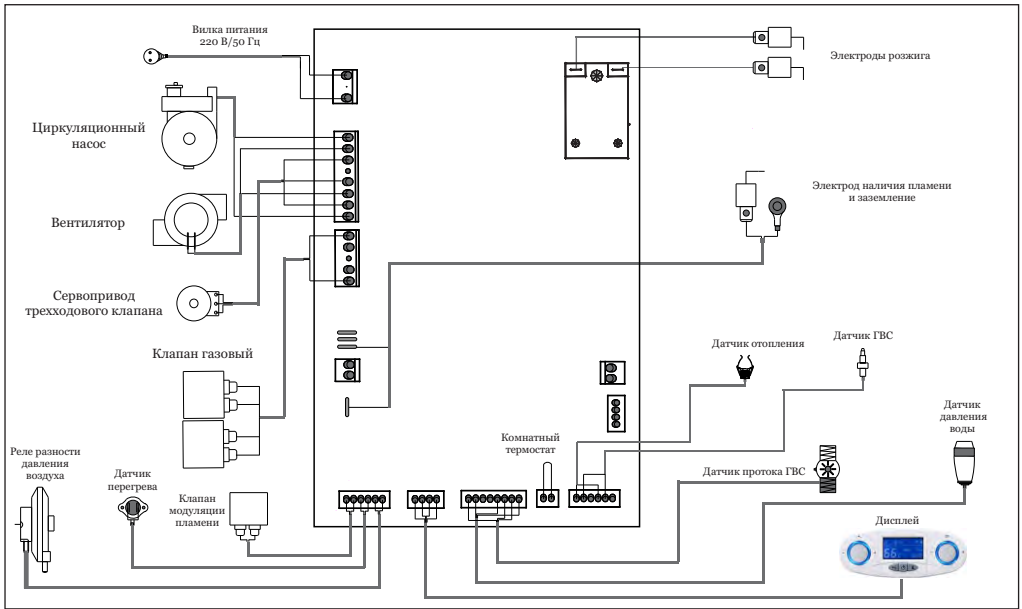 Вилка питания
220 В/50 Гц
Электроды розжига
Циркуляционный
насос
Электрод наличия пламени
и заземление
Вентилятор
Сервопривод
трехходового клапана
Клапан газовый
Датчик отопления
Датчик ГВС
Датчик
давления
воды
Комнатный
термостат
Реле разности
давления
воздуха
Датчик
перегрева
Клапан
модуляции
пламени
Датчик протока ГВС
Дисплей